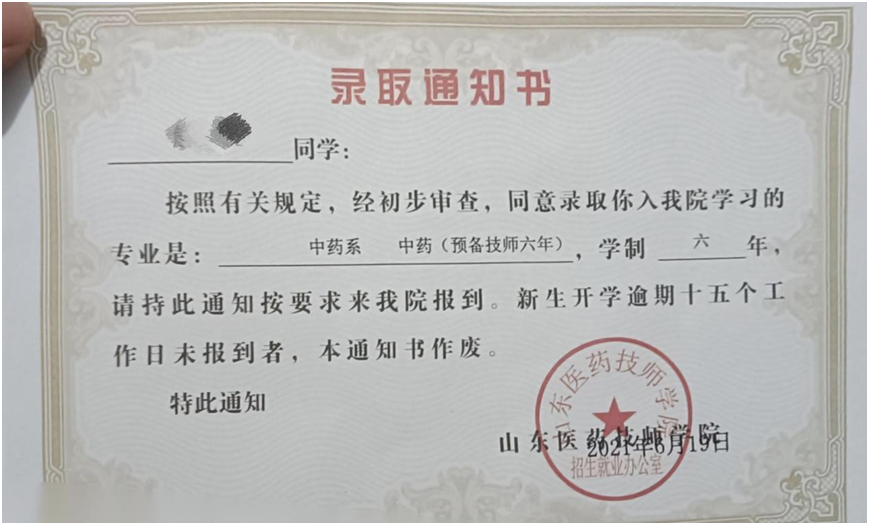 录取通知书
同学：
按照有关规定，经初步审查，同意录取你入我院学习的
专业是： 中药系 中药（预备技师六年） ，学制 六 年，
请持此通知按要求来我院报到。新生开学逾期十五个工
作日未报到者，本通知书作废。
特此通知
山东医药技师学院
2021年6月19日
山东医药技师学院
招生就业办公室